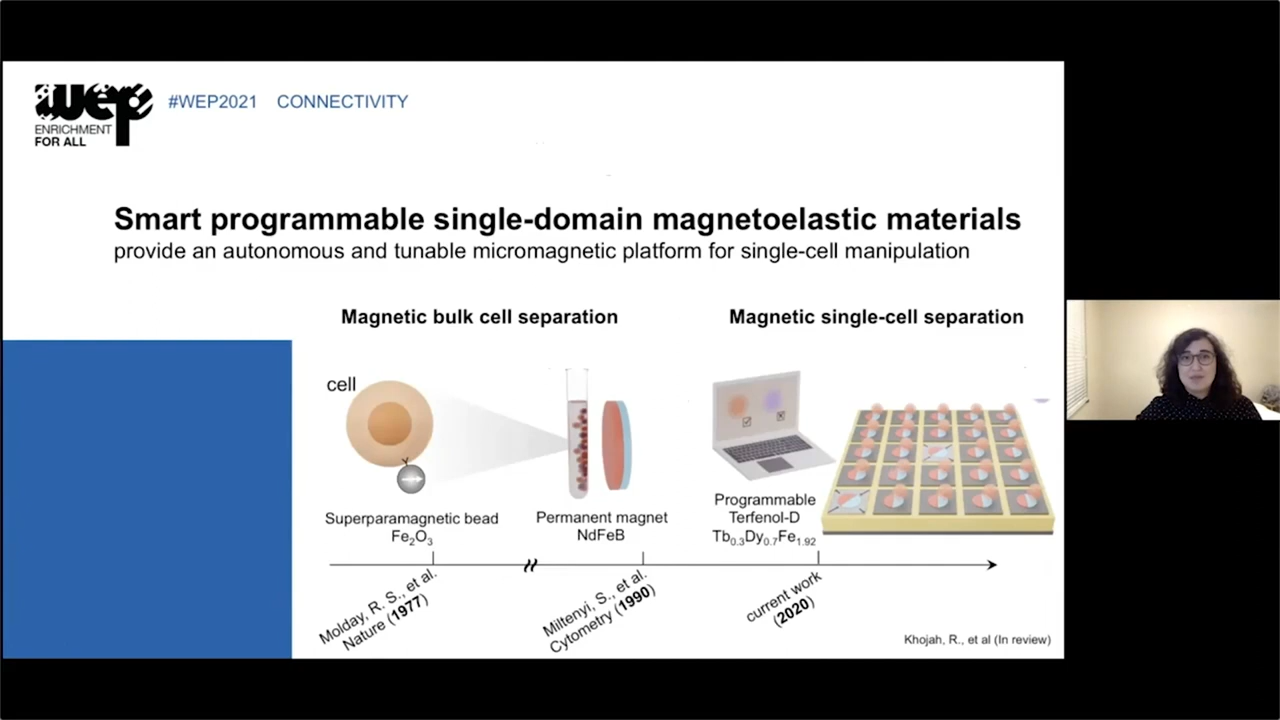 wep
ENRICHMENT
FOR ALL
#WEP2021 CONNECTIVITY
Smart programmable single-domain magnetoelastic materials
provide an autonomous and tunable micromagnetic platform for single-cell manipulation
Magnetic bulk cell separation
Magnetic single-cell separation
cell
Y
Superparamagnetic bead
Fe₂O₃
Permanent magnet
NdFeB
Programmable
Terfenol-D
Tb₀.₃Dy₀.₇Fe₁.₉₂
Molday, R. S., et al.
Nature (1977)
Miltenyi, S., et al.
Cytometry (1990)
current work
(2020)
Khojah, R., et al (In review)